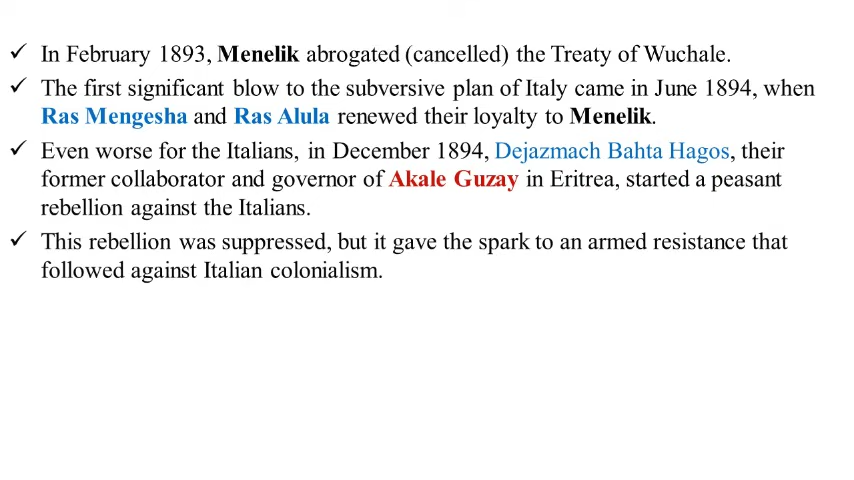 ✓ In February 1893, Menelik abrogated (cancelled) the Treaty of Wuchale.
✓ The first significant blow to the subversive plan of Italy came in June 1894, when
Ras Mengesha and Ras Alula renewed their loyalty to Menelik.
✓ Even worse for the Italians, in December 1894, Dejazmach Bahta Hagos, their
former collaborator and governor of Akale Guzay in Eritrea, started a peasant
rebellion against the Italians.
✓ This rebellion was suppressed, but it gave the spark to an armed resistance that
followed against Italian colonialism.